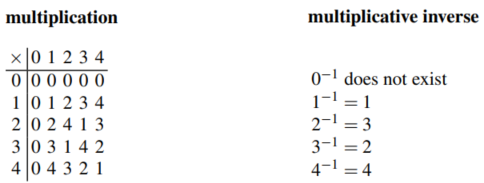 multiplication
× 0 1 2 3 4
0 0 0 0 0 0
1 0 1 2 3 4
2 0 2 4 1 3
3 0 3 1 4 2
4 0 4 3 2 1
multiplicative inverse
0⁻¹ does not exist
1⁻¹ = 1
2⁻¹ = 3
3⁻¹ = 2
4⁻¹ = 4